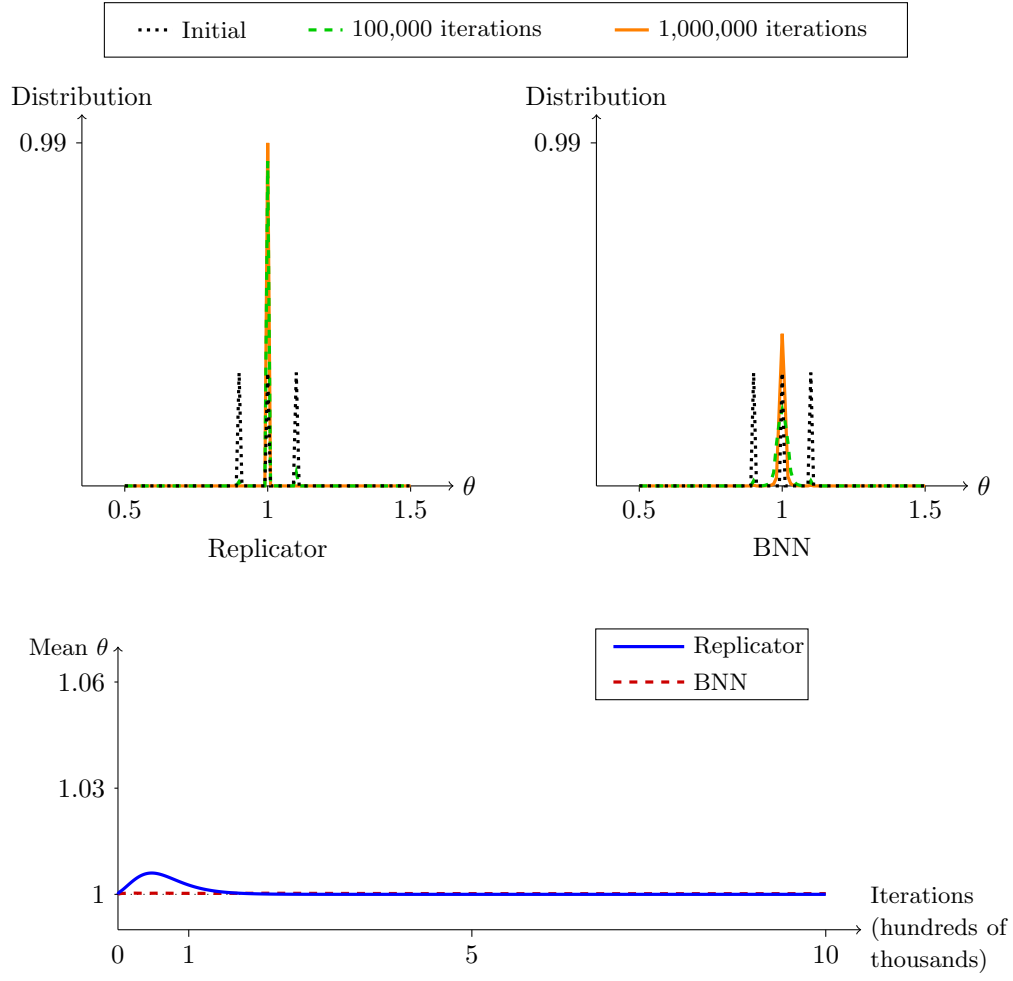 Initial 100,000 iterations 1,000,000 iterations
Distribution
0.99
0.5 1 1.5 θ
Replicator
Distribution
0.99
0.5 1 1.5 θ
BNN
Mean θ
1.06
1.03
1
0 1 5 10
Iterations
(hundreds of
thousands)
Replicator
BNN